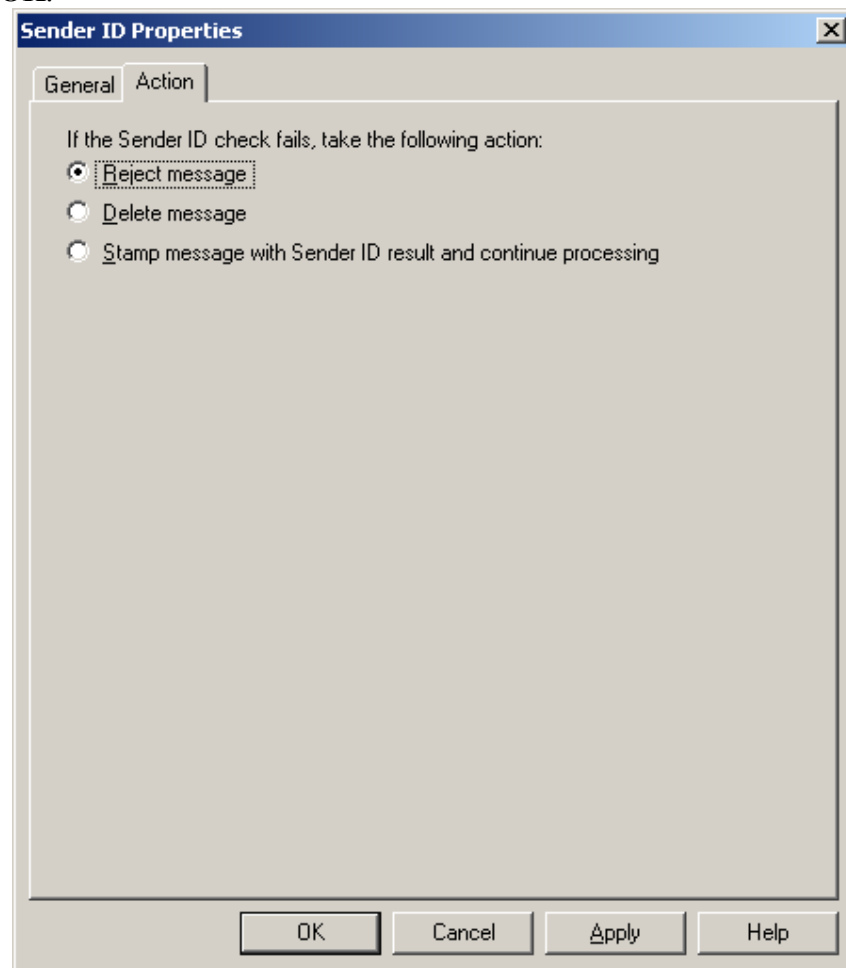 OK.
Sender ID Properties
General Action
If the Sender ID check fails, take the following action:
Reject message
Delete message
Stamp message with Sender ID result and continue processing
OK Cancel Apply Help